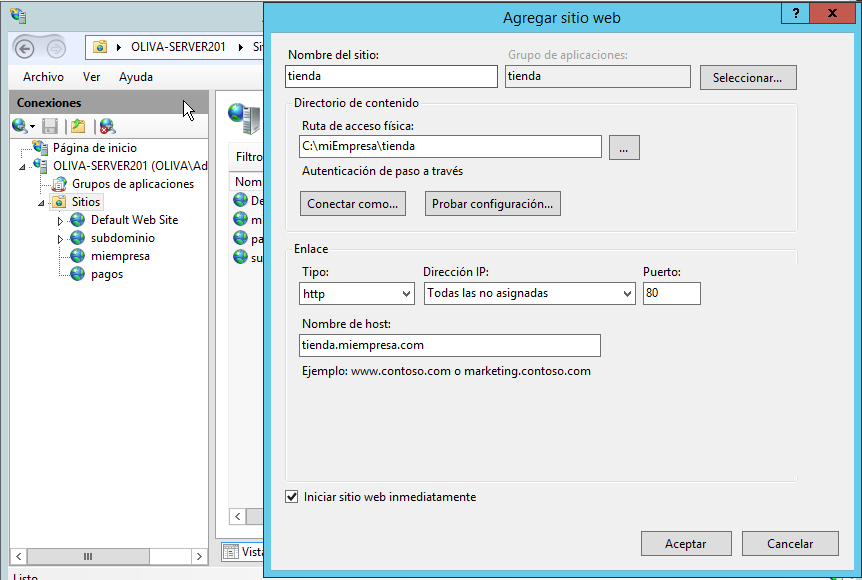 Agregar sitio web
?
x
OLIVA-SERVER201
Archivo Ver Ayuda
Conexiones
Página de inicio
OLIVA-SERVER201 (OLIVA\Ad
Grupos de aplicaciones
Sitios
Default Web Site
subdominio
miempresa
pagos
Filtro
Nom
De
m
pa
su
Vista
Listo
Nombre del sitio:
Grupo de aplicaciones:
tienda
tienda
Seleccionar...
Directorio de contenido
Ruta de acceso física:
C:\miEmpresa\tienda
...
Autenticación de paso a través
Conectar como...
Probar configuración...
Enlace
Tipo:
Dirección IP:
Puerto:
http
Todas las no asignadas
80
Nombre de host:
tienda.miempresa.com
Ejemplo: www.contoso.com o marketing.contoso.com
Iniciar sitio web inmediatamente
Aceptar
Cancelar